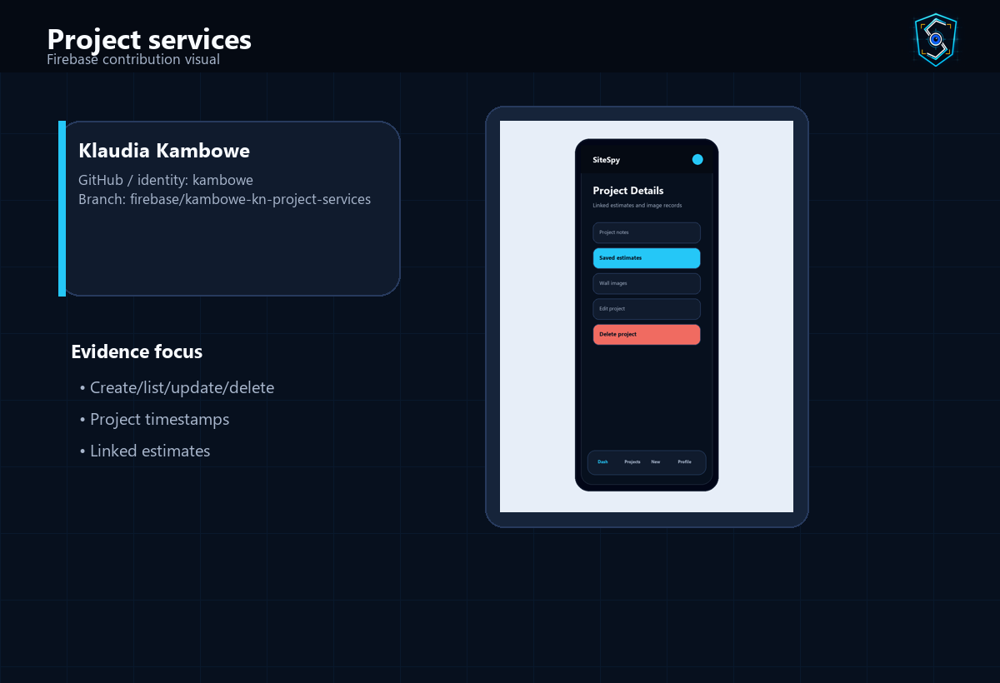 Project services
Firebase contribution visual
Klaudia Kambowe
GitHub / identity: kambowe
Branch: firebase/kambowe-kn-project-services
Evidence focus
• Create/list/update/delete
• Project timestamps
• Linked estimates
SiteSpy
Project Details
Linked estimates and image records
Project notes
Saved estimates
Wall images
Edit project
Delete project
Dash Projects New Profile